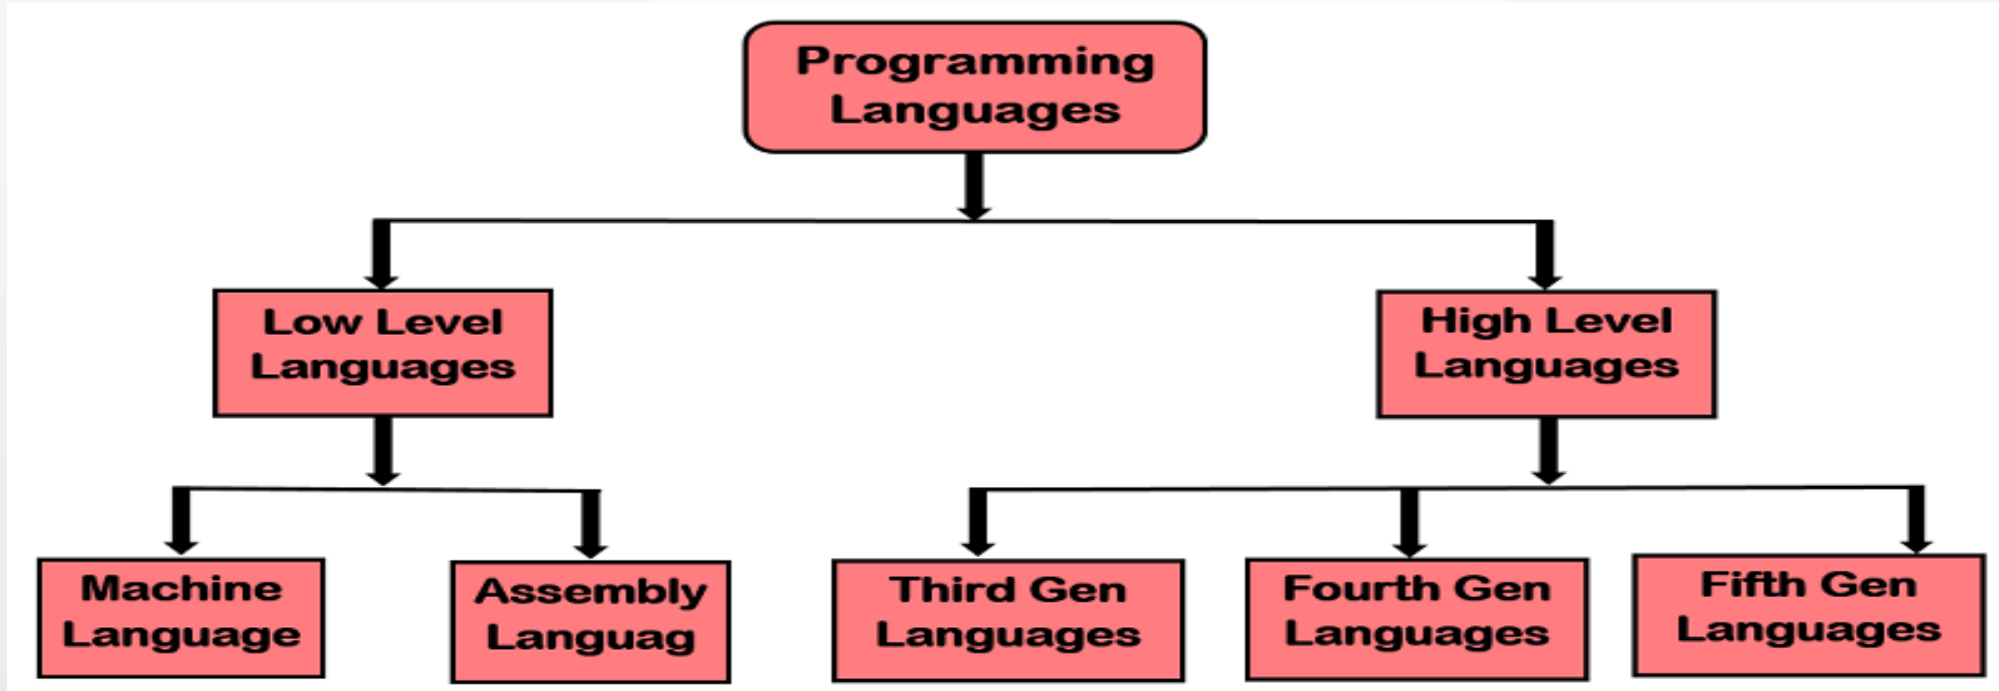 Programming
Languages
Low Level
Languages
High Level
Languages
Machine
Language
Assembly
Languag
Third Gen
Languages
Fourth Gen
Languages
Fifth Gen
Languages